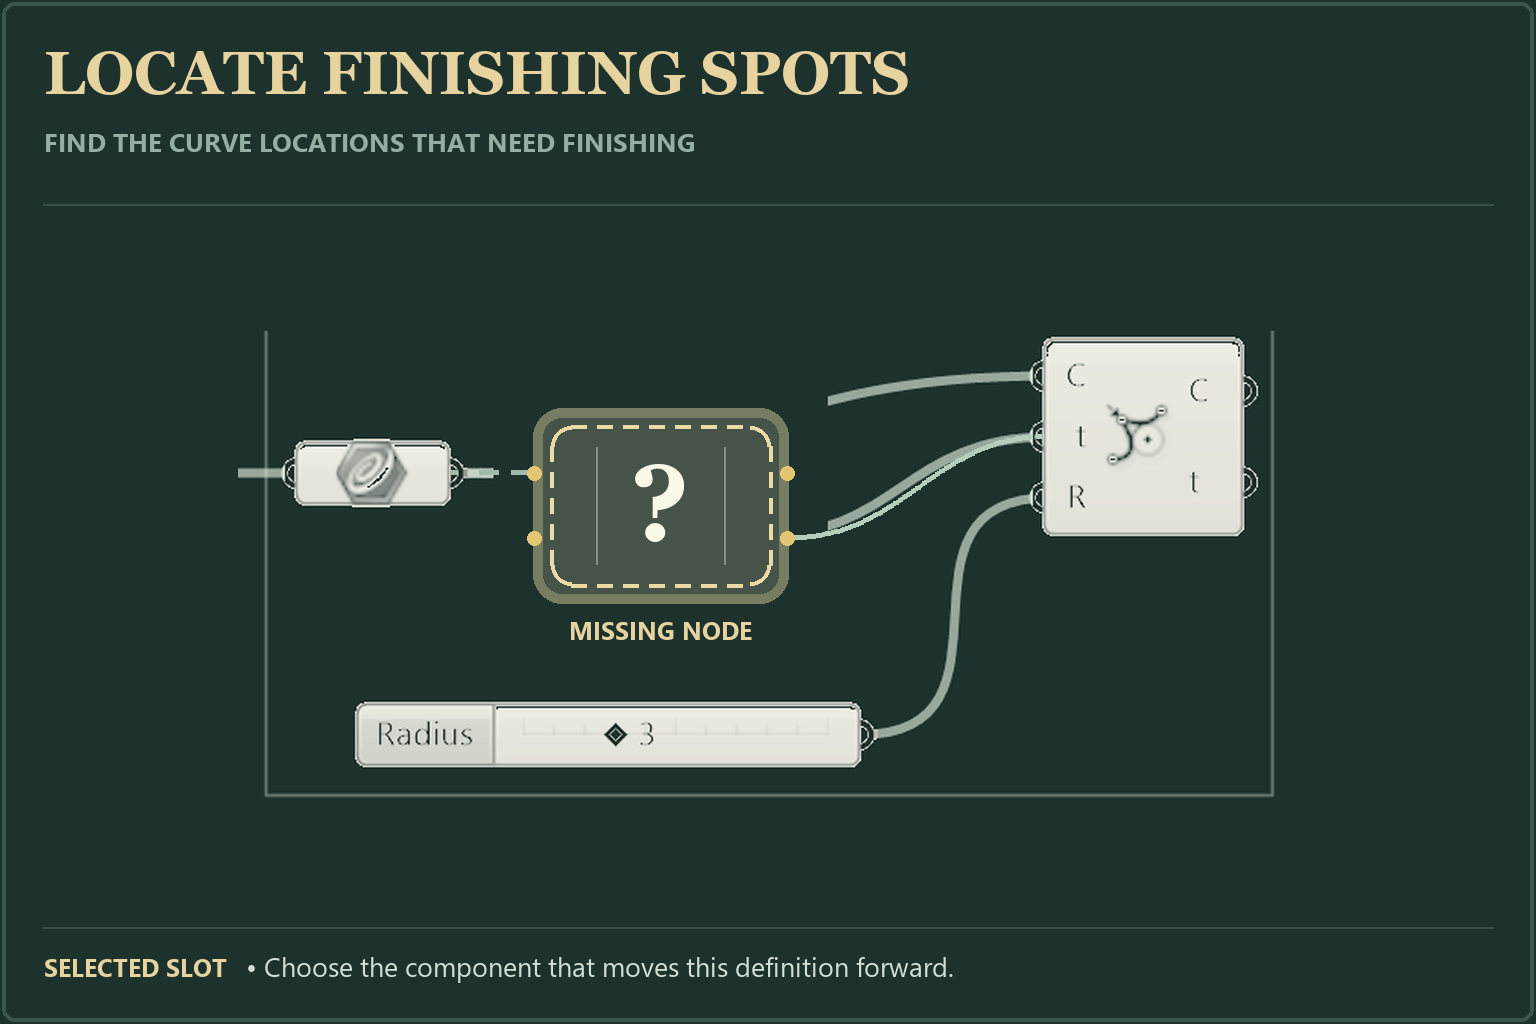 LOCATE FINISHING SPOTS
FIND THE CURVE LOCATIONS THAT NEED FINISHING
C
C
t
?
t
R
MISSING NODE
Radius
3
SELECTED SLOT • Choose the component that moves this definition forward.